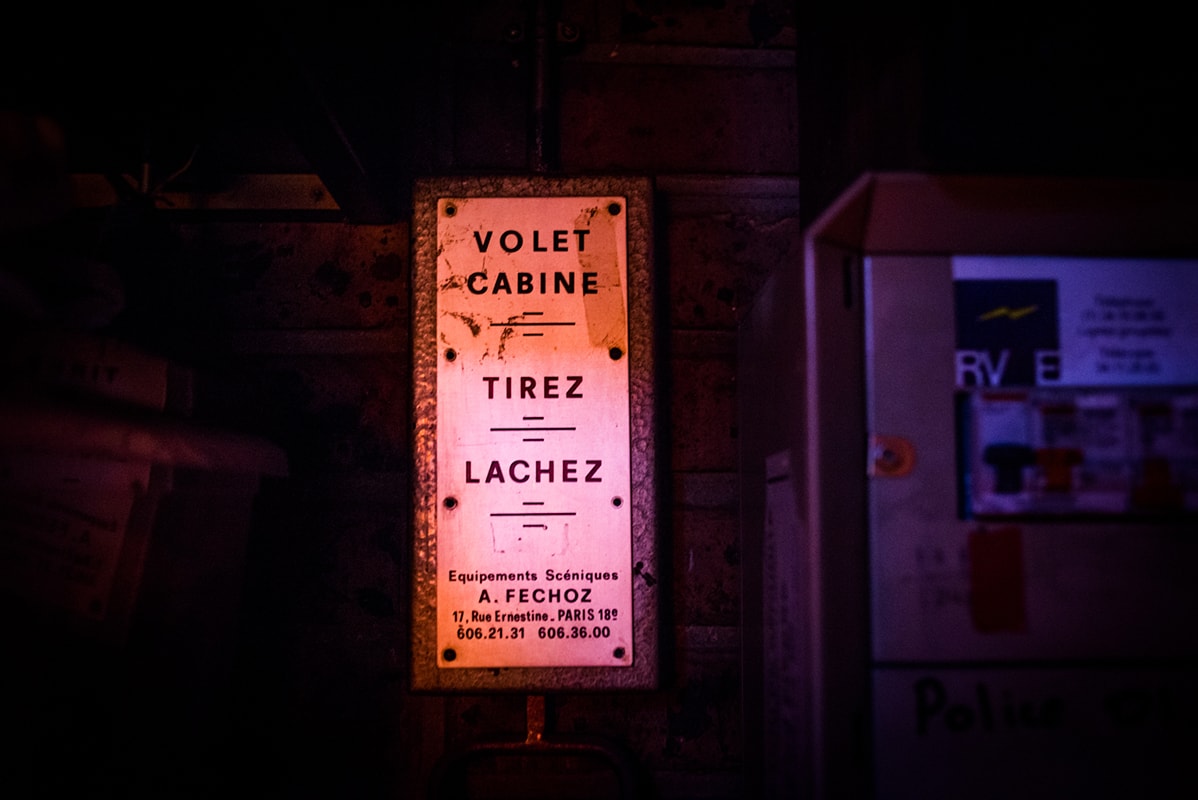 VOLET
CABINE
TIREZ
LACHEZ
Equipements Scéniques
A. FECHOZ
17, Rue Ernestine - PARIS 18e
606.21.31 606.36.00
RV E
Police